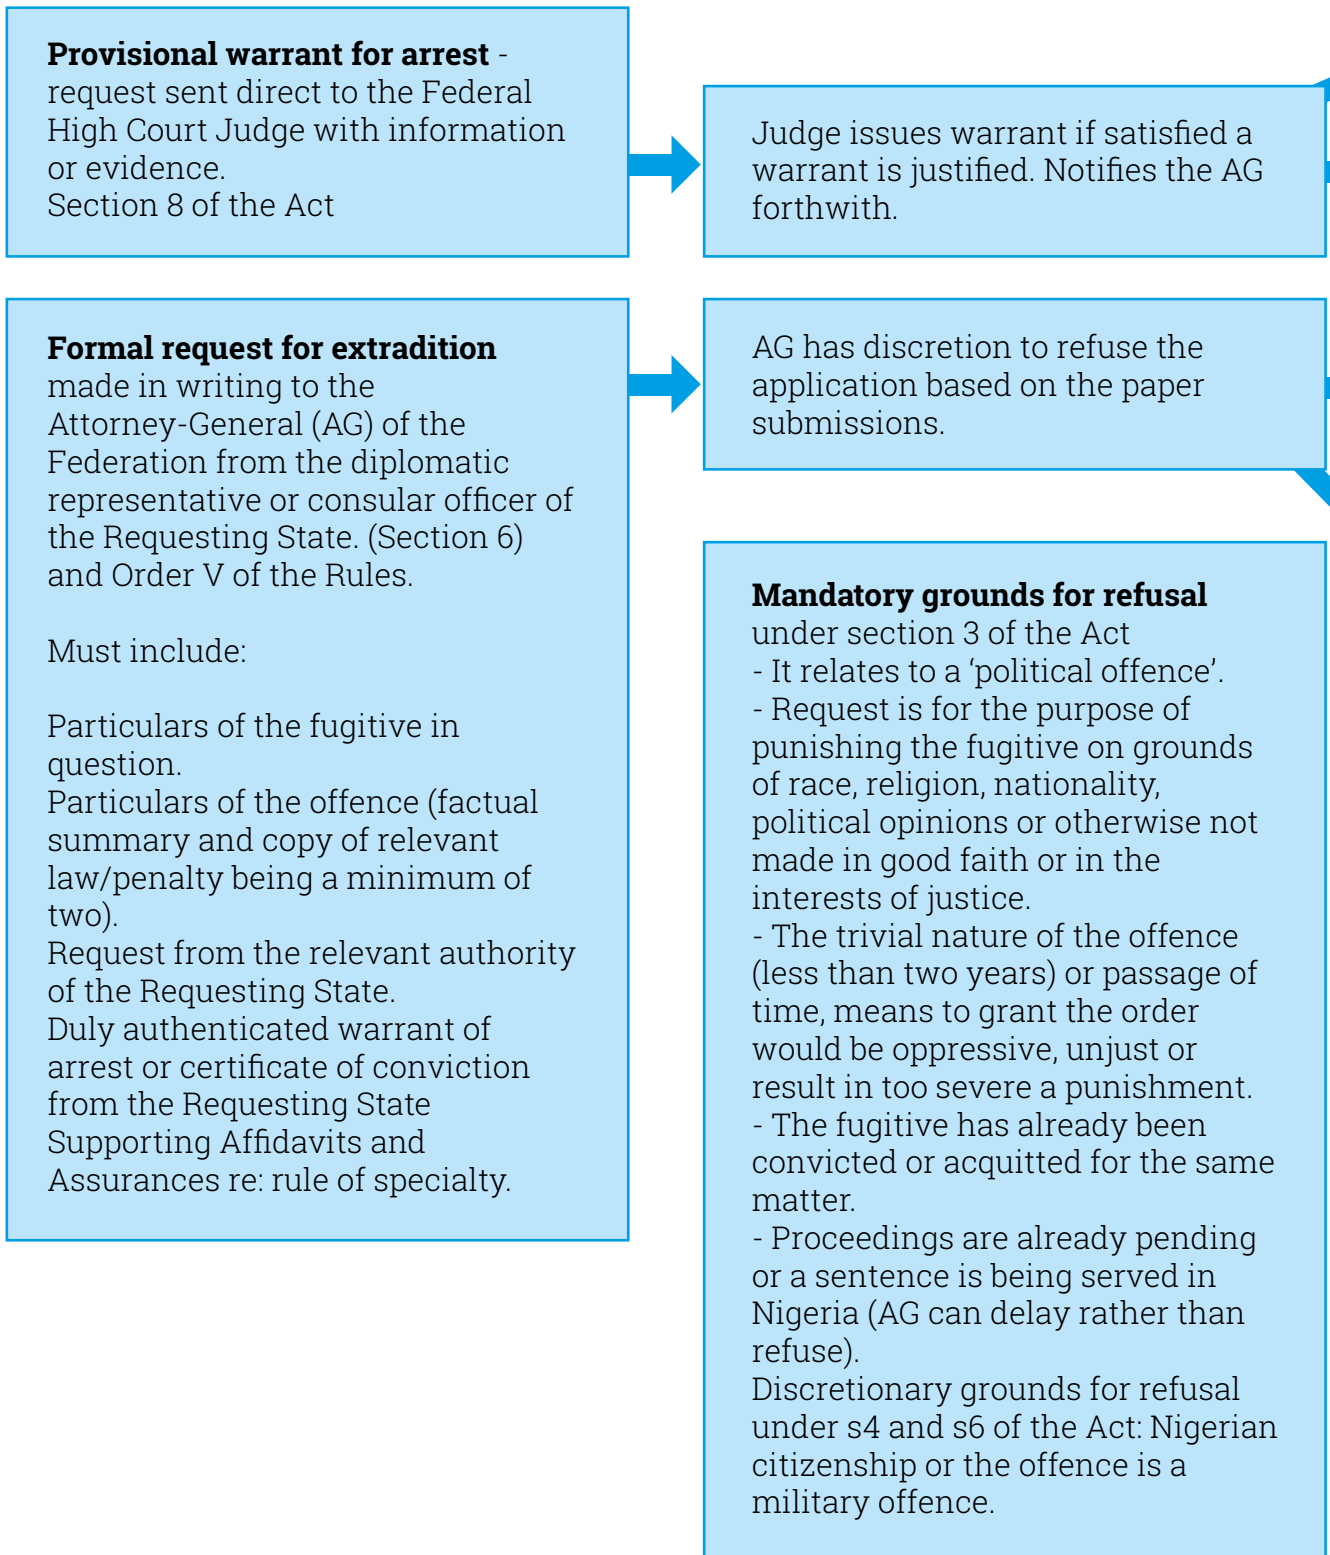 Provisional warrant for arrest -
request sent direct to the Federal
High Court Judge with information
or evidence.
Section 8 of the Act
Judge issues warrant if satisfied a
warrant is justified. Notifies the AG
forthwith.
Formal request for extradition
made in writing to the
Attorney-General (AG) of the
Federation from the diplomatic
representative or consular officer of
the Requesting State. (Section 6)
and Order V of the Rules.
Must include:
Particulars of the fugitive in
question.
Particulars of the offence (factual
summary and copy of relevant
law/penalty being a minimum of
two).
Request from the relevant authority
of the Requesting State.
Duly authenticated warrant of
arrest or certificate of conviction
from the Requesting State
Supporting Affidavits and
Assurances re: rule of specialty.
AG has discretion to refuse the
application based on the paper
submissions.
Mandatory grounds for refusal
under section 3 of the Act
- It relates to a ‘political offence’.
- Request is for the purpose of
punishing the fugitive on grounds
of race, religion, nationality,
political opinions or otherwise not
made in good faith or in the
interests of justice.
- The trivial nature of the offence
(less than two years) or passage of
time, means to grant the order
would be oppressive, unjust or
result in too severe a punishment.
- The fugitive has already been
convicted or acquitted for the same
matter.
- Proceedings are already pending
or a sentence is being served in
Nigeria (AG can delay rather than
refuse).
Discretionary grounds for refusal
under s4 and s6 of the Act: Nigerian
citizenship or the offence is a
military offence.